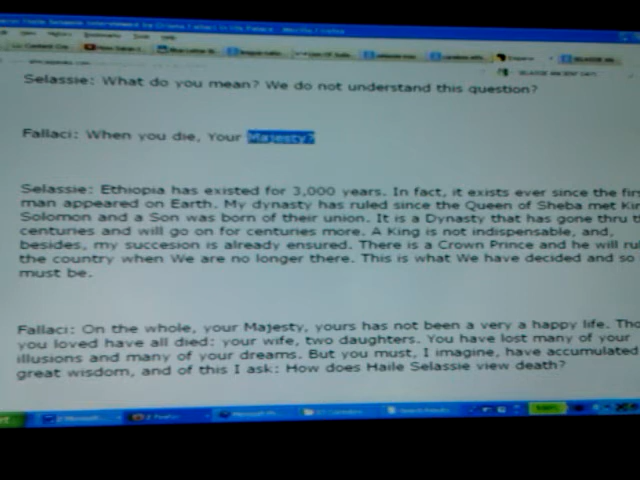 Selassie: What do you mean? We do not understand this question?
Fallaci: When you die, Your Majesty?
Selassie: Ethiopia has existed for 3,000 years. In fact, it exists ever since the firs
man appeared on Earth. My dynasty has ruled since the Queen of Sheba met Kin
Solomon and a Son was born of their union. It is a Dynasty that has gone thru t
centuries and will go on for centuries more. A King is not indispensable, and,
besides, my succesion is already ensured. There is a Crown Prince and he will rul
the country when We are no longer there. This is what We have decided and so
must be.
Fallaci: On the whole, your Majesty, yours has not been a very a happy life. Tho
you loved have all died: your wife, two daughters. You have lost many of your
illusions and many of your dreams. But you must, I imagine, have accumulated
great wisdom, and of this I ask: How does Haile Selassie view death?